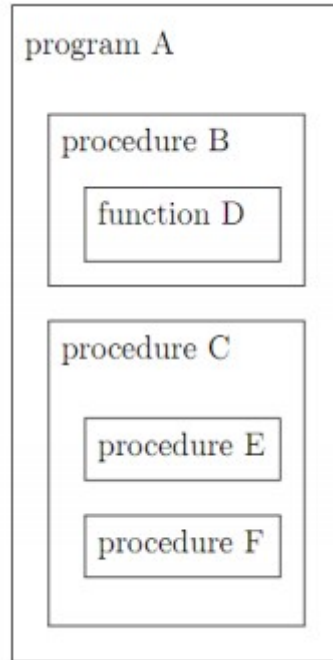 program A
procedure B
function D
procedure C
procedure E
procedure F